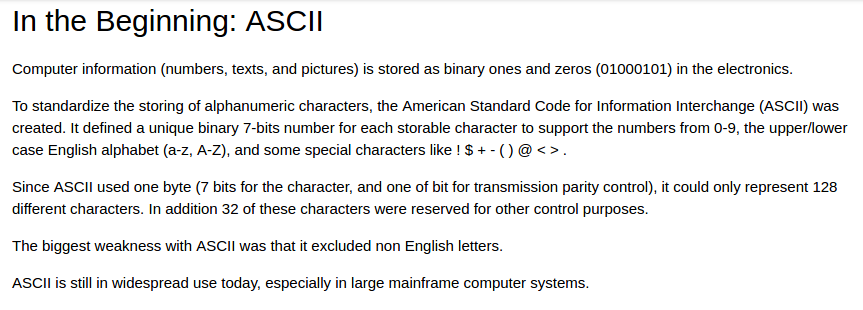 In the Beginning: ASCII
Computer information (numbers, texts, and pictures) is stored as binary ones and zeros (01000101) in the electronics.
To standardize the storing of alphanumeric characters, the American Standard Code for Information Interchange (ASCII) was
created. It defined a unique binary 7-bits number for each storable character to support the numbers from 0-9, the upper/lower
case English alphabet (a-z, A-Z), and some special characters like ! $ + - ( ) @ < > .
Since ASCII used one byte (7 bits for the character, and one of bit for transmission parity control), it could only represent 128
different characters. In addition 32 of these characters were reserved for other control purposes.
The biggest weakness with ASCII was that it excluded non English letters.
ASCII is still in widespread use today, especially in large mainframe computer systems.